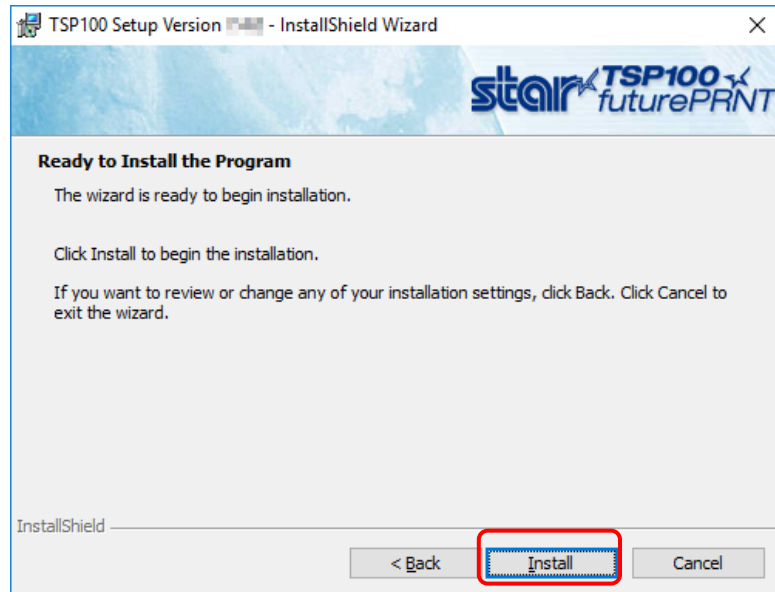 TSP100 Setup Version - InstallShield Wizard
star TSP100
futurePRNT
Ready to Install the Program
The wizard is ready to begin installation.
Click Install to begin the installation.
If you want to review or change any of your installation settings, click Back. Click Cancel to
exit the wizard.
InstallShield
< Back
Install
Cancel